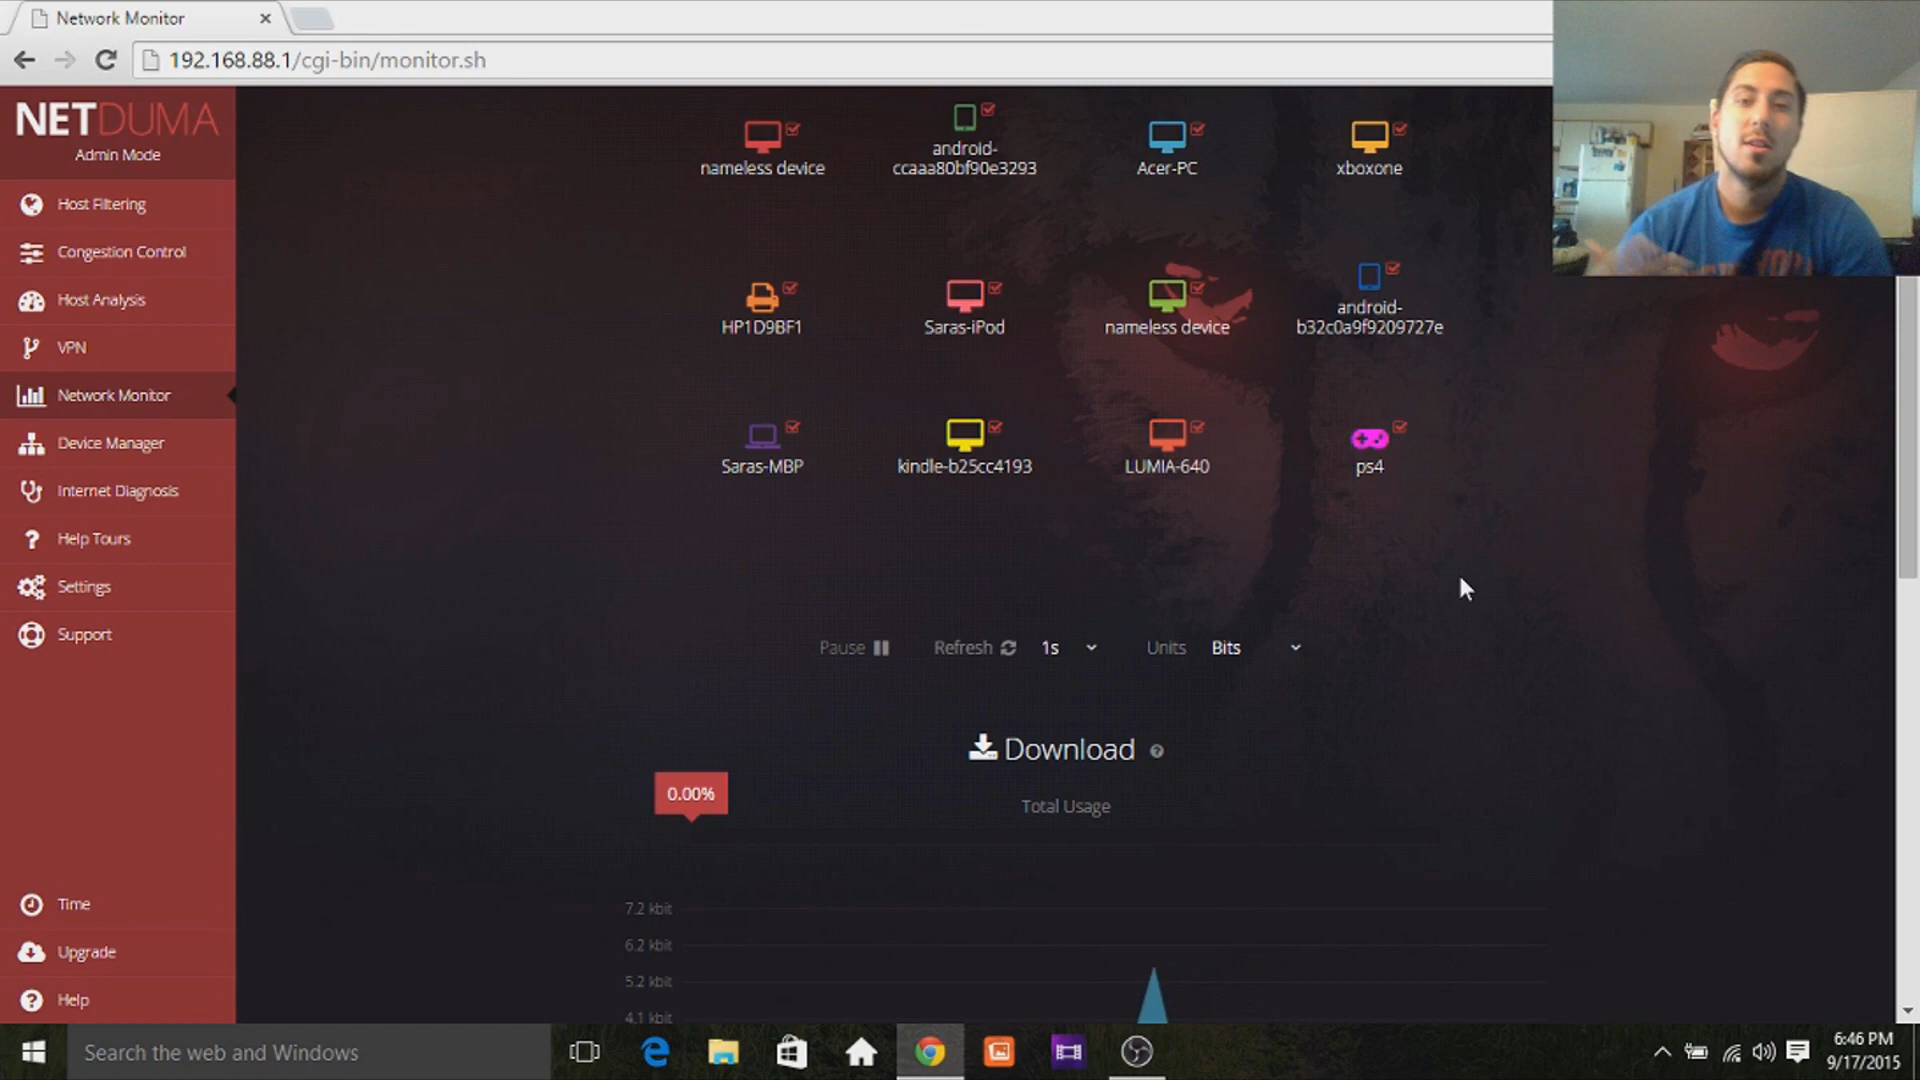 Network Monitor
192.168.88.1/cgi-bin/monitor.sh
NETDUMA
Admin Mode
Host Filtering
Congestion Control
Host Analysis
VPN
Network Monitor
Device Manager
Internet Diagnosis
Help Tours
Settings
Support
Time
Upgrade
Help
nameless device
android-
ccaaa80bf90e3293
Acer-PC
xboxone
HP1D9BF1
Saras-iPod
nameless device
android-
b32c0a9f9209727e
Saras-MBP
kindle-b25cc4193
LUMIA-640
ps4
Pause Refresh 1s Units Bits
Download
0.00%
Total Usage
7.2 kbit
6.2 kbit
5.2 kbit
4.1 kbit
Search the web and Windows
6:46 PM
9/17/2015